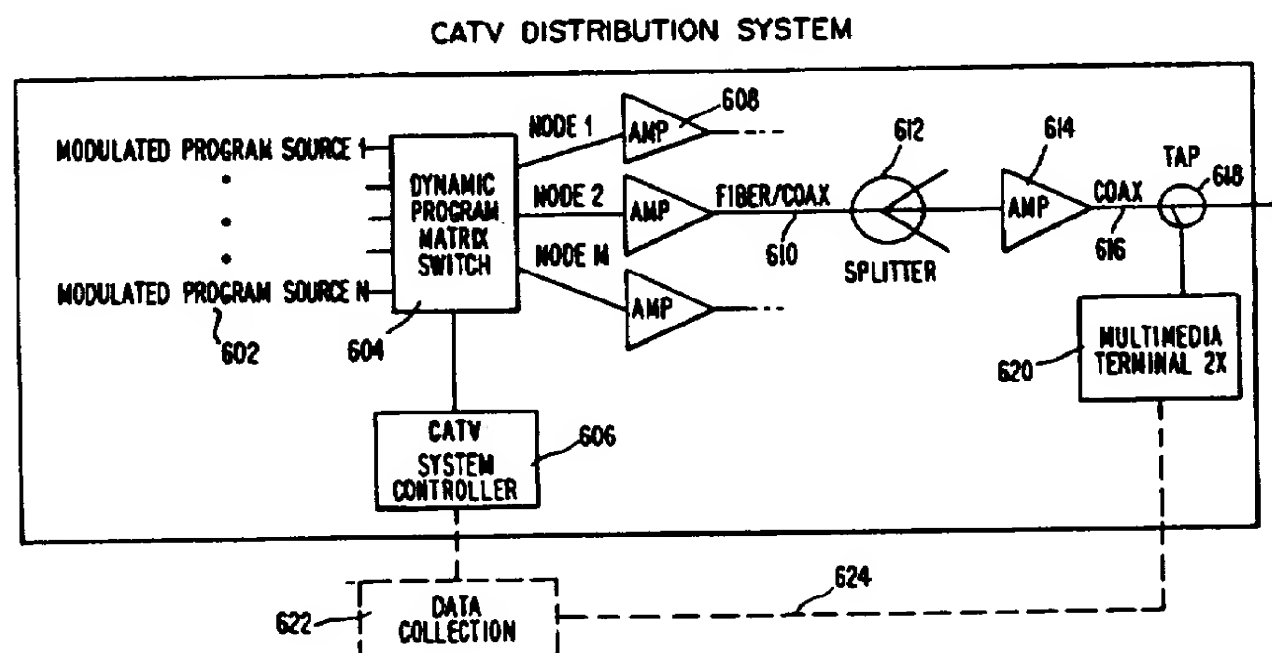 CATV DISTRIBUTION SYSTEM
MODULATED PROGRAM SOURCE 1
MODULATED PROGRAM SOURCE N
602
DYNAMIC
PROGRAM
MATRIX
SWITCH
604
NODE 1
NODE 2
NODE M
AMP
608
AMP
AMP
FIBER/COAX
610
612
SPLITTER
614
AMP
COAX
616
TAP
618
MULTIMEDIA
TERMINAL 2X
620
CATV
SYSTEM
CONTROLLER
606
DATA
COLLECTION
622
624